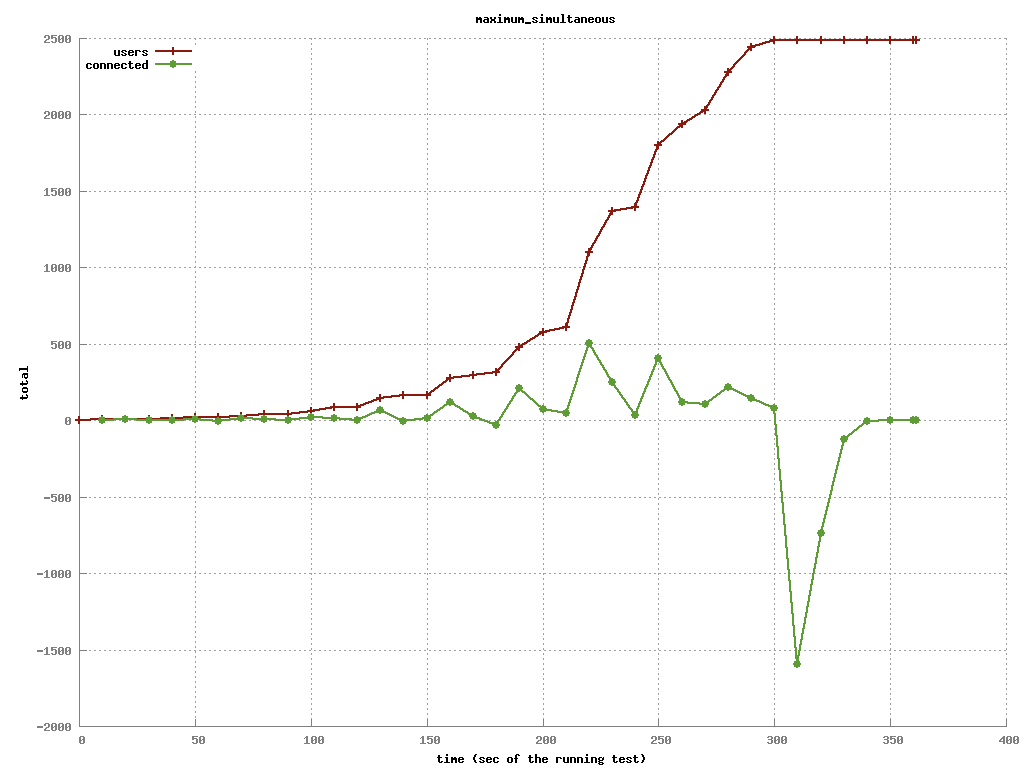 maximum_simultaneous
users
connected
2500
2000
1500
1000
500
0
-500
-1000
-1500
-2000
total
0 50 100 150 200 250 300 350 400
time (sec of the running test)